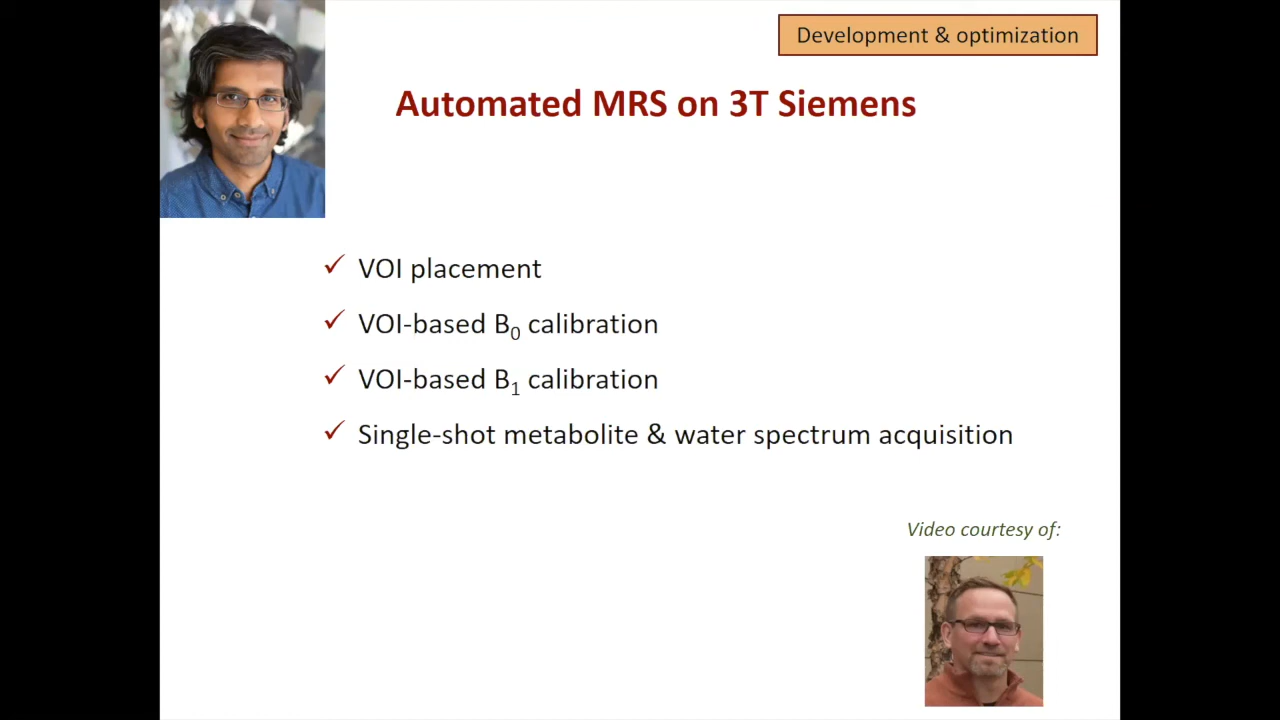 Development & optimization
Automated MRS on 3T Siemens
✓ VOI placement
✓ VOI-based B₀ calibration
✓ VOI-based B₁ calibration
✓ Single-shot metabolite & water spectrum acquisition
Video courtesy of: